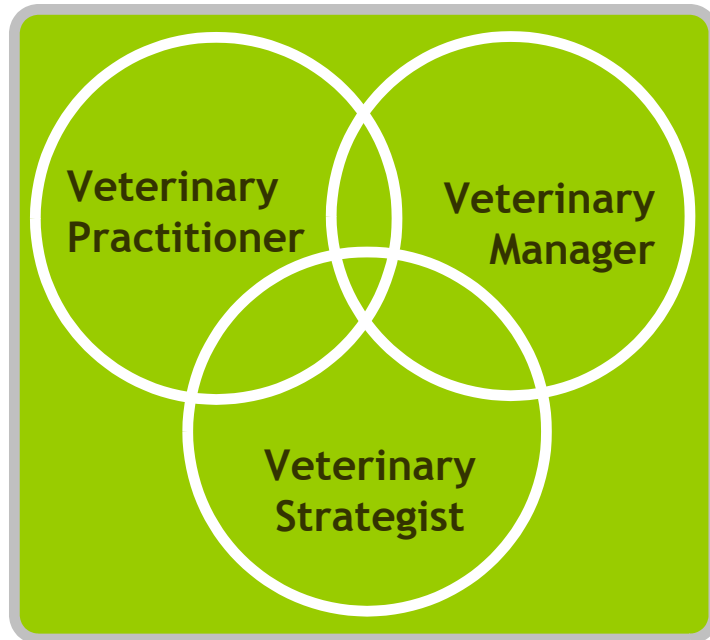 Veterinary
Practitioner
Veterinary
Manager
Veterinary
Strategist